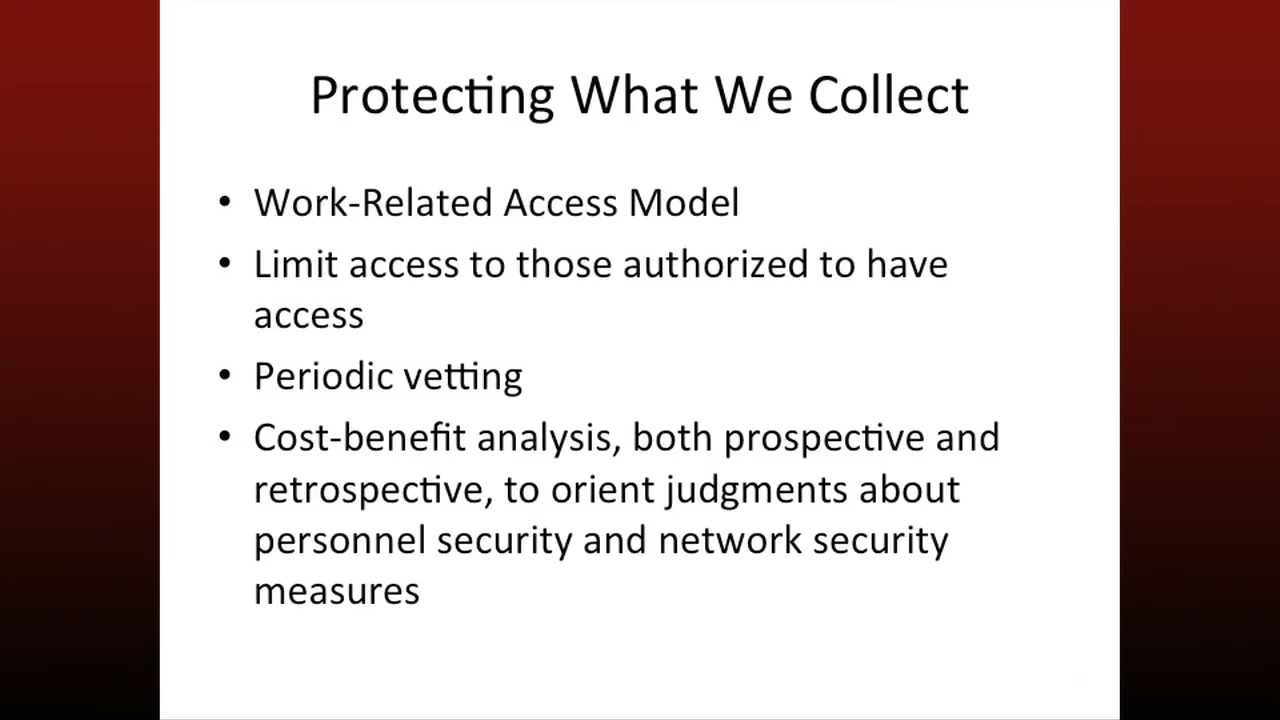 Protecting What We Collect
• Work-Related Access Model
• Limit access to those authorized to have
access
• Periodic vetting
• Cost-benefit analysis, both prospective and
retrospective, to orient judgments about
personnel security and network security
measures